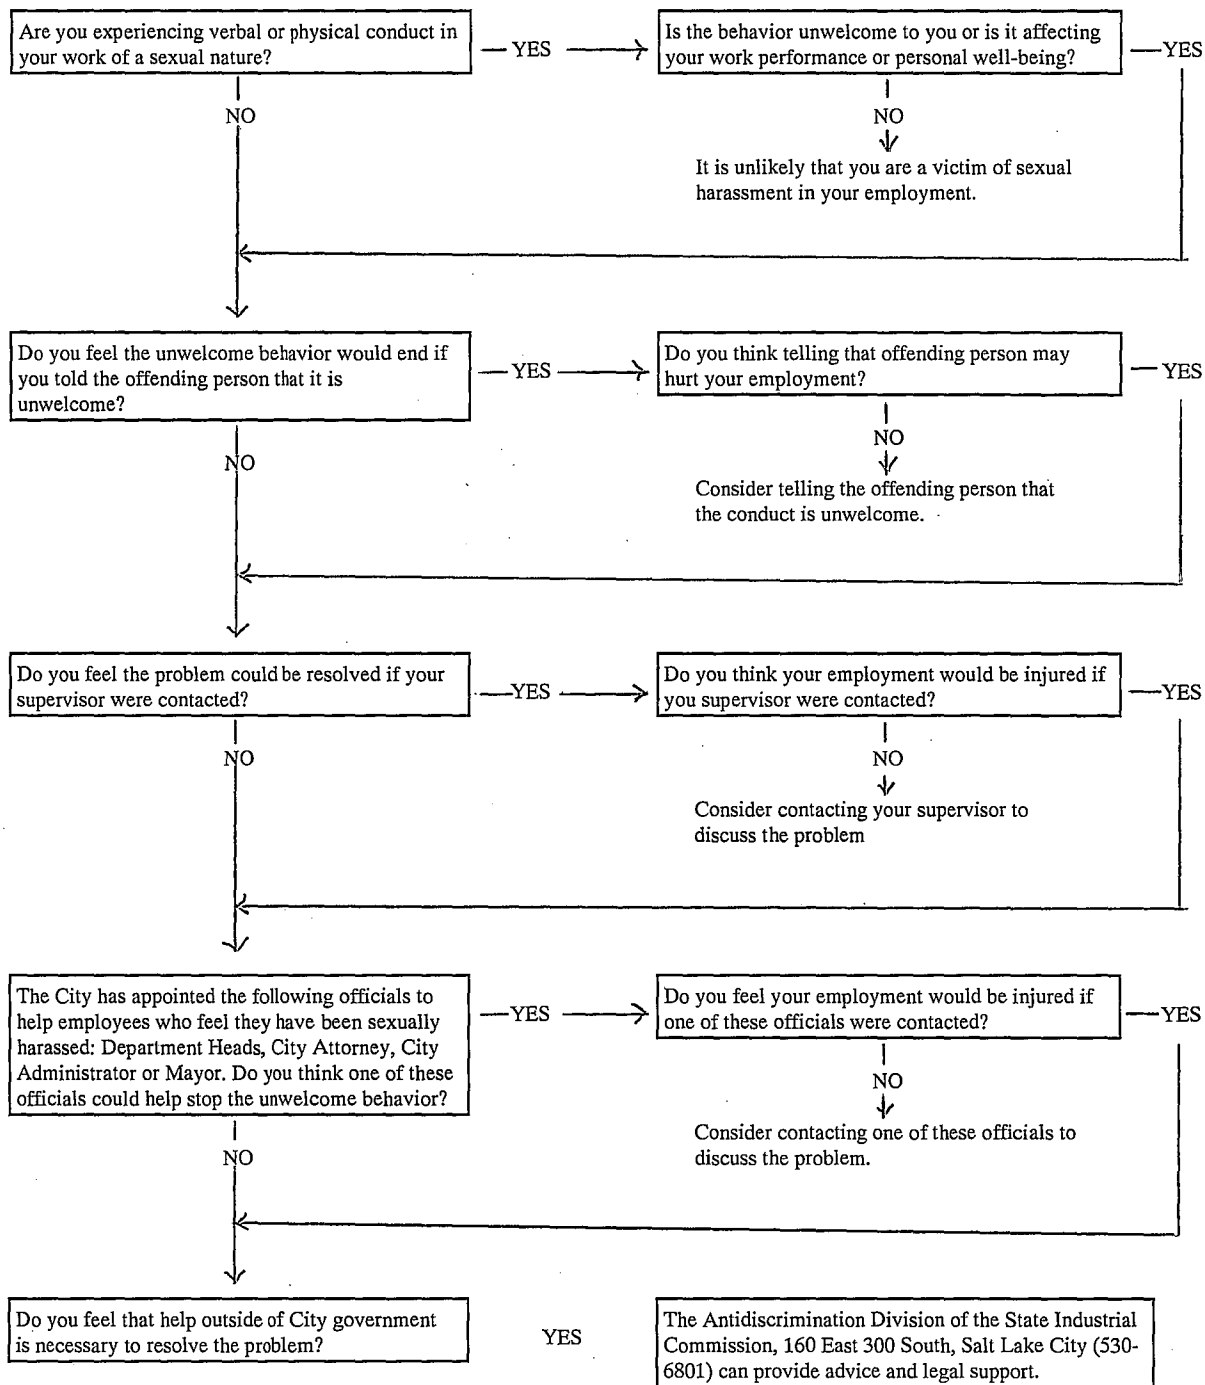 Are you experiencing verbal or physical conduct in
your work of a sexual nature?
YES
Is the behavior unwelcome to you or is it affecting
your work performance or personal well-being?
YES
NO
NO
It is unlikely that you are a victim of sexual
harassment in your employment.
Do you feel the unwelcome behavior would end if
you told the offending person that it is
unwelcome?
YES
Do you think telling that offending person may
hurt your employment?
YES
NO
NO
Consider telling the offending person that
the conduct is unwelcome.
Do you feel the problem could be resolved if your
supervisor were contacted?
YES
Do you think your employment would be injured if
you supervisor were contacted?
YES
NO
NO
Consider contacting your supervisor to
discuss the problem
The City has appointed the following officials to
help employees who feel they have been sexually
harassed: Department Heads, City Attorney, City
Administrator or Mayor. Do you think one of these
officials could help stop the unwelcome behavior?
YES
Do you feel your employment would be injured if
one of these officials were contacted?
YES
NO
NO
Consider contacting one of these officials to
discuss the problem.
Do you feel that help outside of City government
is necessary to resolve the problem?
YES
The Antidiscrimination Division of the State Industrial
Commission, 160 East 300 South, Salt Lake City (530-
6801) can provide advice and legal support.